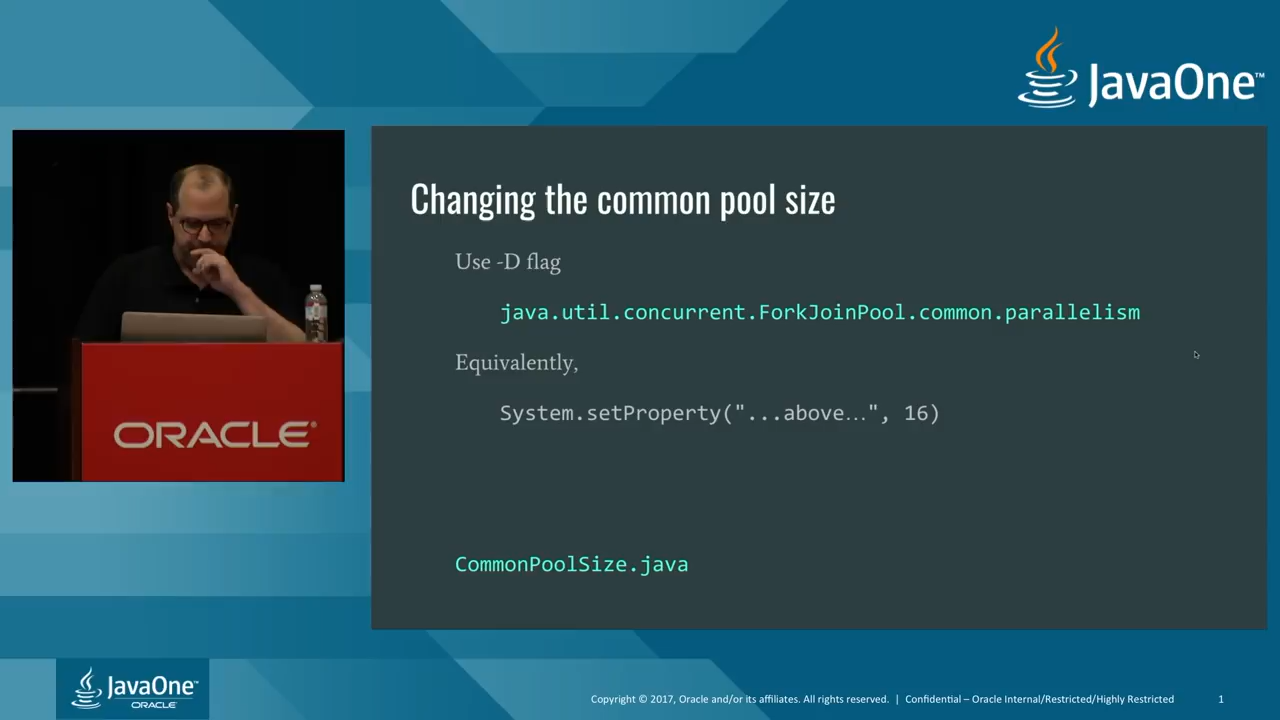 JavaOne™
Changing the common pool size
Use -D flag
java.util.concurrent.ForkJoinPool.common.parallelism
Equivalently,
System.setProperty("...above…", 16)
CommonPoolSize.java
ORACLE®
JavaOne™
ORACLE®
Copyright © 2017, Oracle and/or its affiliates. All rights reserved. | Confidential – Oracle Internal/Restricted/Highly Restricted 1